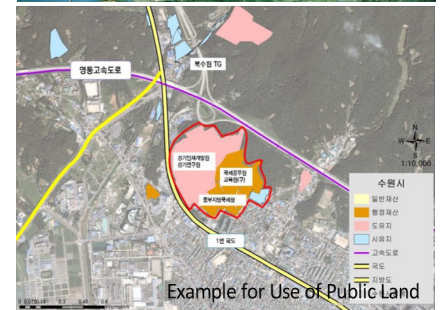 북수원 TG
영동고속도로
경기인재개발원
경기연구원
국세공무원
교육원(구)
중부지방국세청
1번 국도
N
W
E
S
1:10,000
수원시
일반재산
행정재산
도유지
시유지
고속도로
국도
지방도
Example for Use of Public Land